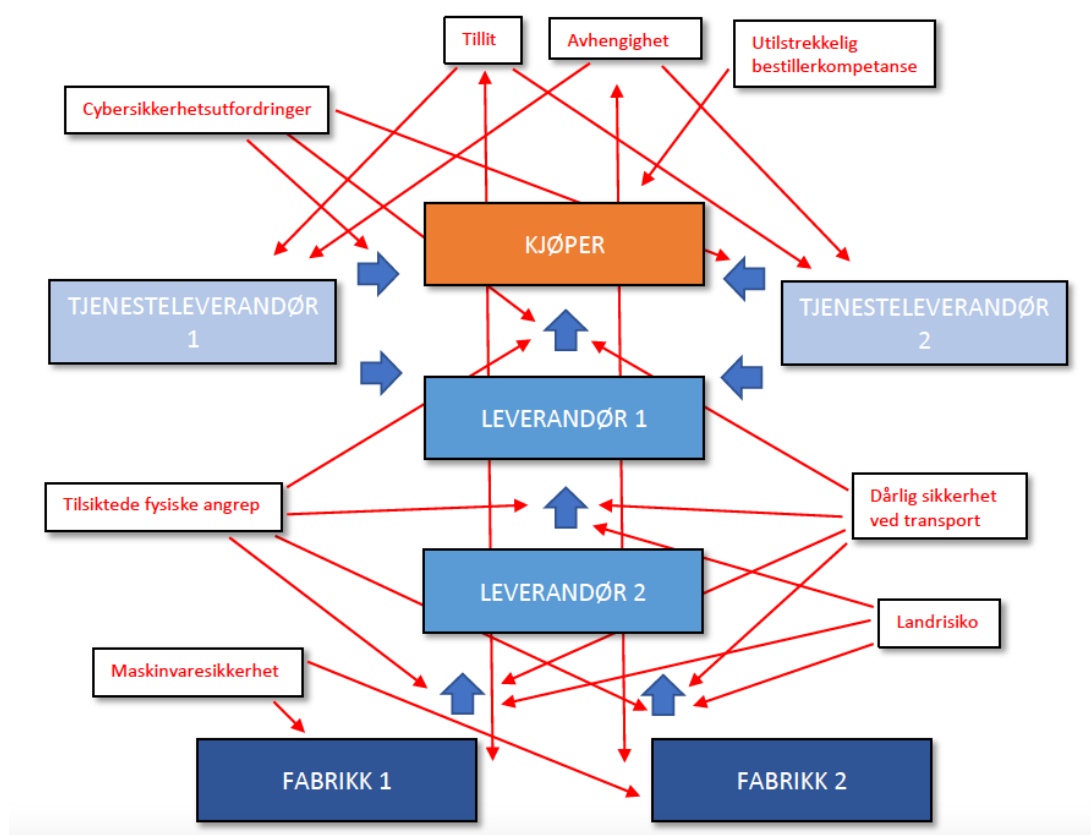 Tillit
Avhengighet
Utilstrekkelig
bestillerkompetanse
Cybersikkerhetsutfordringer
KJØPER
TJENESTELEVERANDØR
1
TJENESTELEVERANDØR
2
LEVERANDØR 1
Tilsiktede fysiske angrep
Dårlig sikkerhet
ved transport
LEVERANDØR 2
Landrisiko
Maskinvaresikkerhet
FABRIKK 1
FABRIKK 2